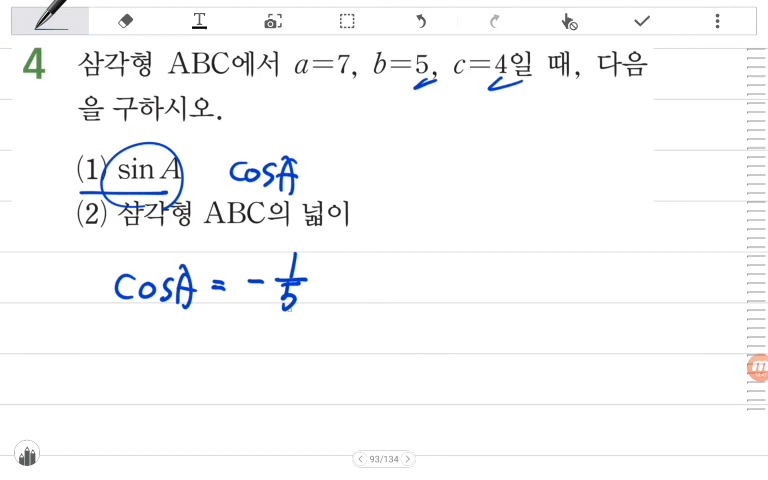 4 삼각형 ABC에서 a=7, b=5, c=4일 때, 다음
을 구하시오.
(1) sin A cosA
(2) 삼각형 ABC의 넓이
cosA = - 1/5
93/134